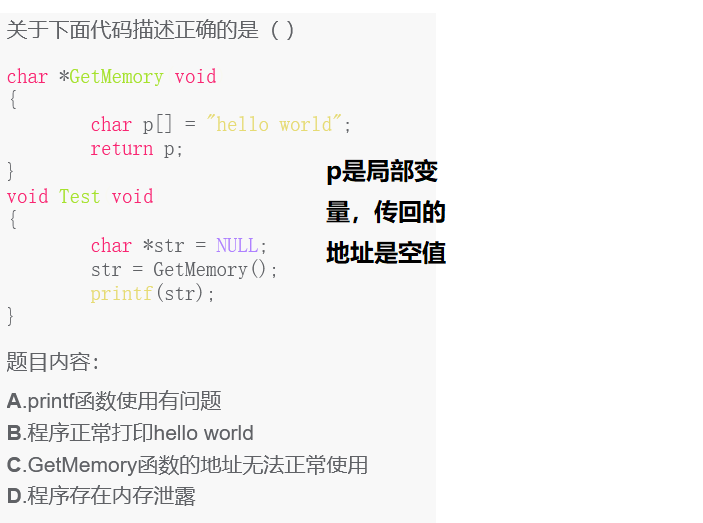 关于下面代码描述正确的是（ ）
char *GetMemory void
{
char p[] = "hello world";
return p;
}
void Test void
{
char *str = NULL;
str = GetMemory();
printf(str);
}
p是局部变
量，传回的
地址是空值
题目内容：
A.printf函数使用有问题
B.程序正常打印hello world
C.GetMemory函数的地址无法正常使用
D.程序存在内存泄露